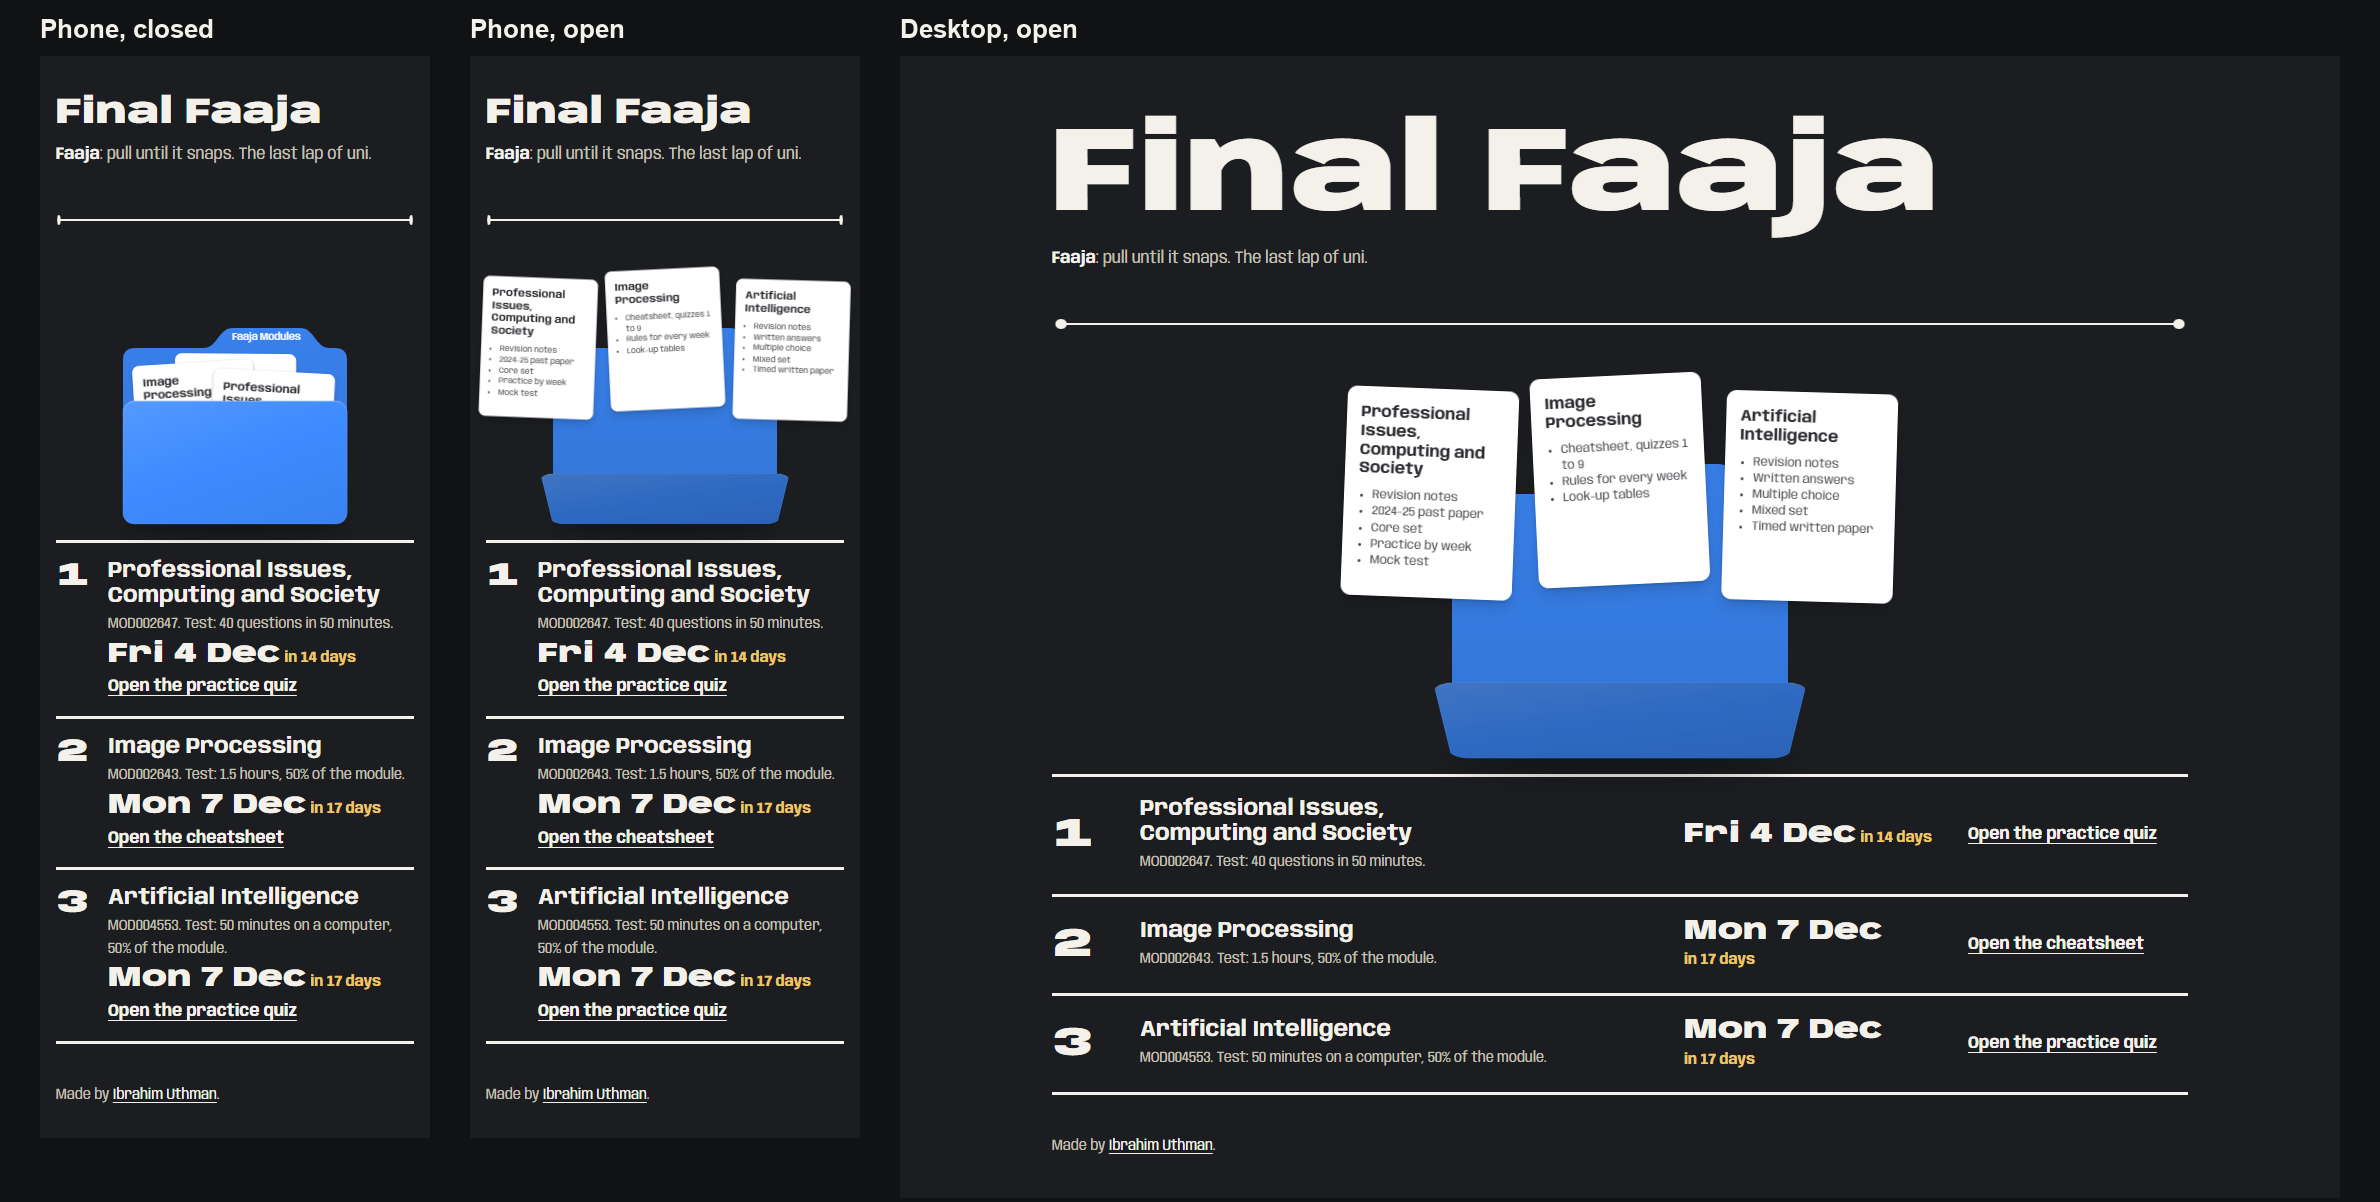 Phone, closed
Final Faaja
Faaja: pull until it snaps. The last lap of uni.
Faaja Modules
Image
Processing
Professional
Issues,
1
Professional Issues,
Computing and Society
MOD002647. Test: 40 questions in 50 minutes.
Fri 4 Dec in 14 days
Open the practice quiz
2
Image Processing
MOD002643. Test: 1.5 hours, 50% of the module.
Mon 7 Dec in 17 days
Open the cheatsheet
3
Artificial Intelligence
MOD004553. Test: 50 minutes on a computer,
50% of the module.
Mon 7 Dec in 17 days
Open the practice quiz
Made by Ibrahim Uthman.
Phone, open
Final Faaja
Faaja: pull until it snaps. The last lap of uni.
Professional
Issues,
Computing and
Society
• Revision notes
• 2024-25 past paper
• Core set
• Practice by week
• Mock test
Image
Processing
• Cheatsheet, quizzes 1
to 9
• Rules for every week
• Look-up tables
Artificial
Intelligence
• Revision notes
• Written answers
• Multiple choice
• Mixed set
• Timed written paper
1
Professional Issues,
Computing and Society
MOD002647. Test: 40 questions in 50 minutes.
Fri 4 Dec in 14 days
Open the practice quiz
2
Image Processing
MOD002643. Test: 1.5 hours, 50% of the module.
Mon 7 Dec in 17 days
Open the cheatsheet
3
Artificial Intelligence
MOD004553. Test: 50 minutes on a computer,
50% of the module.
Mon 7 Dec in 17 days
Open the practice quiz
Made by Ibrahim Uthman.
Desktop, open
Final Faaja
Faaja: pull until it snaps. The last lap of uni.
Professional
Issues,
Computing and
Society
• Revision notes
• 2024-25 past paper
• Core set
• Practice by week
• Mock test
Image
Processing
• Cheatsheet, quizzes 1
to 9
• Rules for every week
• Look-up tables
Artificial
Intelligence
• Revision notes
• Written answers
• Multiple choice
• Mixed set
• Timed written paper
1
Professional Issues,
Computing and Society
MOD002647. Test: 40 questions in 50 minutes.
Fri 4 Dec in 14 days
Open the practice quiz
2
Image Processing
MOD002643. Test: 1.5 hours, 50% of the module.
Mon 7 Dec
in 17 days
Open the cheatsheet
3
Artificial Intelligence
MOD004553. Test: 50 minutes on a computer, 50% of the module.
Mon 7 Dec
in 17 days
Open the practice quiz
Made by Ibrahim Uthman.